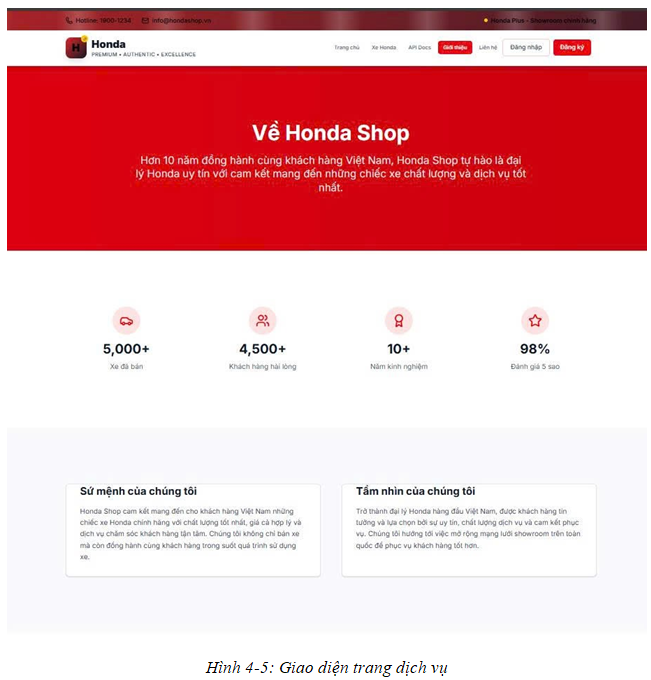 Hotline: 1900-1234 info@hondashop.vn Honda Plus - Showroom chính hãng
H Honda
PREMIUM • AUTHENTIC • EXCELLENCE
Trang chủ Xe Honda API Docs Giới thiệu Liên hệ Đăng nhập Đăng ký
Về Honda Shop
Hơn 10 năm đồng hành cùng khách hàng Việt Nam, Honda Shop tự hào là đại
lý Honda uy tín với cam kết mang đến những chiếc xe chất lượng và dịch vụ tốt
nhất.
5,000+ 4,500+ 10+ 98%
Xe đã bán Khách hàng hài lòng Năm kinh nghiệm Đánh giá 5 sao
Sứ mệnh của chúng tôi
Honda Shop cam kết mang đến cho khách hàng Việt Nam những
chiếc xe Honda chính hãng với chất lượng tốt nhất, giá cả hợp lý và
dịch vụ chăm sóc khách hàng tận tâm. Chúng tôi không chỉ bán xe
mà còn đồng hành cùng khách hàng trong suốt quá trình sử dụng
xe.
Tầm nhìn của chúng tôi
Trở thành đại lý Honda hàng đầu Việt Nam, được khách hàng tin
tưởng và lựa chọn bởi sự uy tín, chất lượng dịch vụ và cam kết phục
vụ. Chúng tôi hướng tới việc mở rộng mạng lưới showroom trên toàn
quốc để phục vụ khách hàng tốt hơn.
Hình 4-5: Giao diện trang dịch vụ